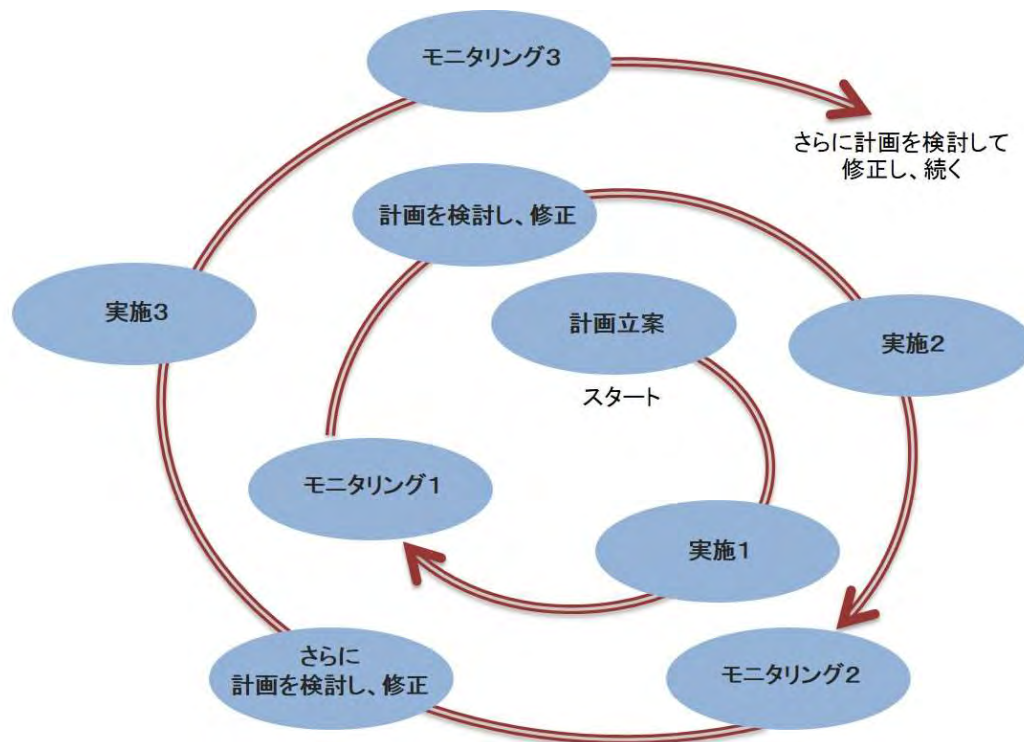 モニタリング3
さらに計画を検討して
修正し、続く
計画を検討し、修正
実施3
計画立案
実施2
スタート
モニタリング1
実施1
さらに
計画を検討し、修正
モニタリング2